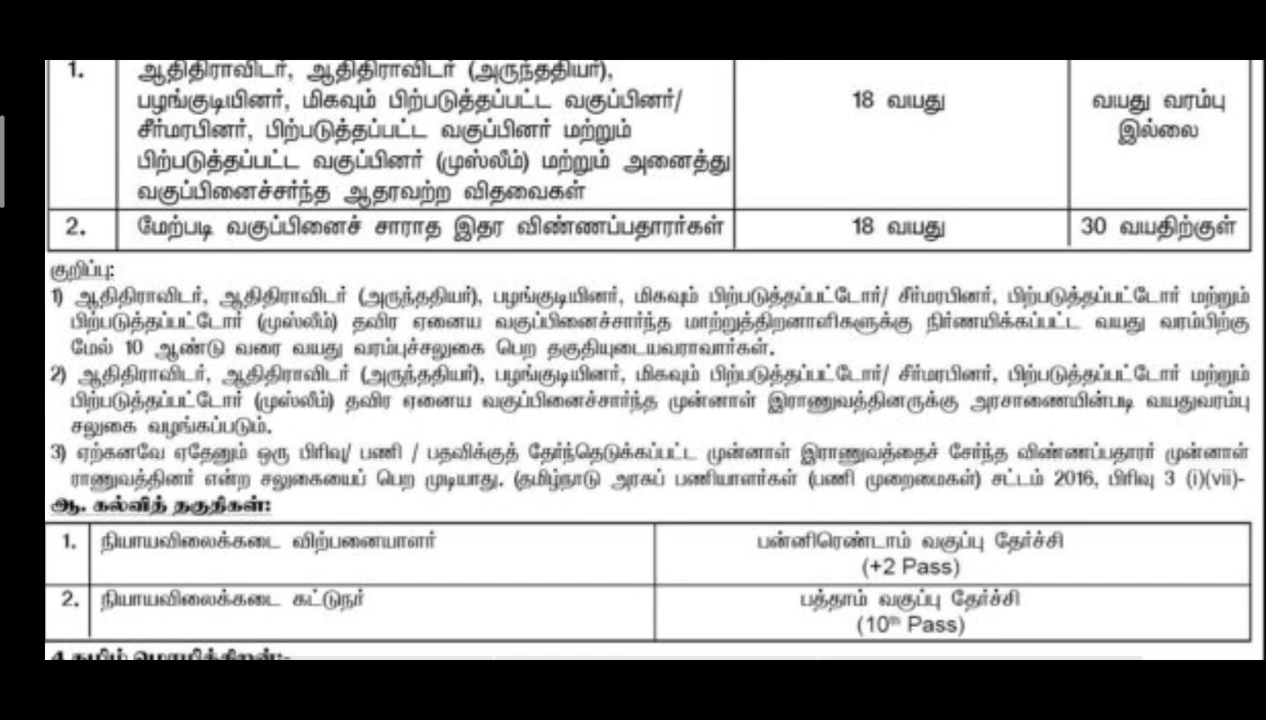 1. ஆதிதிராவிடர், ஆதிதிராவிடர் (அருந்ததியர்),
பழங்குடியினர், மிகவும் பிற்படுத்தப்பட்ட வகுப்பினர்/ 18 வயது வயது வரம்பு
சீர்மரபினர், பிற்படுத்தப்பட்ட வகுப்பினர் மற்றும் இல்லை
பிற்படுத்தப்பட்ட வகுப்பினர் (முஸ்லீம்) மற்றும் அனைத்து
வகுப்பினைச்சர்ந்த ஆதரவற்ற விதவைகள்
2. மேற்படி வகுப்பினைச் சாராத இதர விண்ணப்பதாரர்கள் 18 வயது 30 வயதிற்குள்
குறிப்பு:
1) ஆதிதிராவிடர், ஆதிதிராவிடர் (அருந்ததியர்), பழங்குடியினர், மிகவும் பிற்படுத்தப்பட்டோர்/ சீர்மரபினர், பிற்படுத்தப்பட்டோர் மற்றும்
பிற்படுத்தப்பட்டோர் (முஸ்லீம்) தவிர ஏனைய வகுப்பினைச்சார்ந்த மாற்றுத்திறனாளிகளுக்கு நிர்ணயிக்கப்பட்ட வயது வரம்பிற்கு
மேல் 10 ஆண்டு வரை வயது வரம்புச்சலுகை பெற தகுதியுடையவராவார்கள்.
2) ஆதிதிராவிடர், ஆதிதிராவிடர் (அருந்ததியர்), பழங்குடியினர், மிகவும் பிற்படுத்தப்பட்டோர்/ சீர்மரபினர், பிற்படுத்தப்பட்டோர் மற்றும்
பிற்படுத்தப்பட்டோர் (முஸ்லீம்) தவிர ஏனைய வகுப்பினைச்சார்ந்த முன்னாள் இராணுவத்தினருக்கு அரசாணையின்படி வயதுவரம்பு
சலுகை வழங்கப்படும்.
3) ஏற்கனவே ஏதேனும் ஒரு பிரிவு/ பணி / பதவிக்குத் தேர்ந்தெடுக்கப்பட்ட முன்னாள் இராணுவத்தைச் சேர்ந்த விண்ணப்பதாரர் முன்னாள்
ராணுவத்தினர் என்ற சலுகையைப் பெற முடியாது. (தமிழ்நாடு அரசுப் பணியாளர்கள் (பணி முறைமைகள்) சட்டம் 2016, பிரிவு 3 (i)(vii)-
ஆ. கல்வித் தகுதிகள்:
1. நியாயவிலைக்கடை விற்பனையாளர் பன்னிரெண்டாம் வகுப்பு தேர்ச்சி
(+2 Pass)
2. நியாயவிலைக்கடை கட்டுநர் பத்தாம் வகுப்பு தேர்ச்சி
(10th Pass)
4.தமிழ் மொழித்திறன்:-